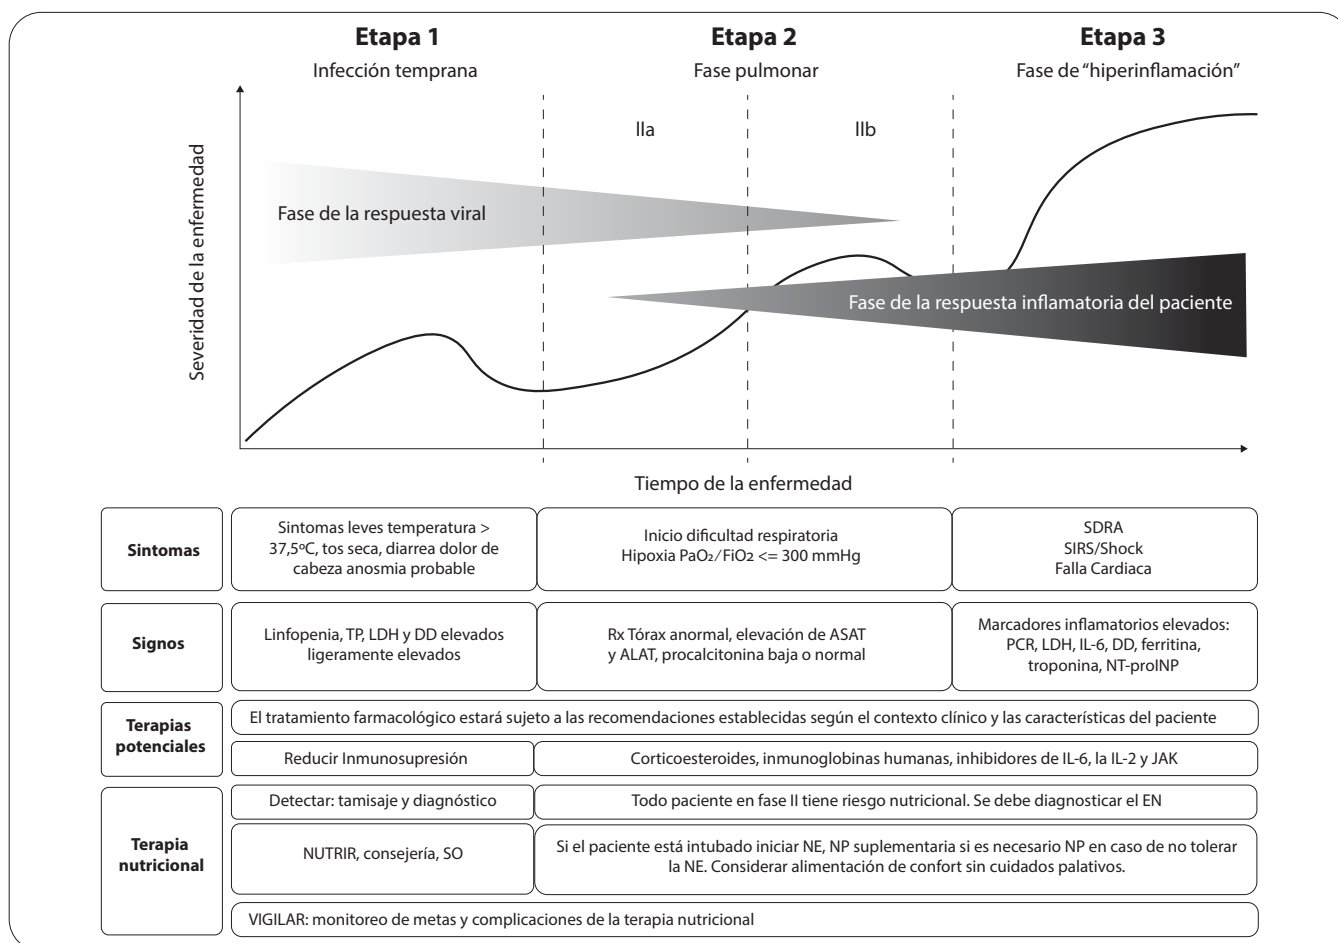 Etapa 1
Etapa 2
Etapa 3
Infección temprana
Fase pulmonar
Fase de “hiperinflamación”
IIa
IIb
Severidad de la enfermedad
Fase de la respuesta viral
Fase de la respuesta inflamatoria del paciente
Tiempo de la enfermedad
Sintomas
Sintomas leves temperatura >
37,5ºC, tos seca, diarrea dolor de
cabeza anosmia probable
Inicio dificultad respiratoria
Hipoxia PaO₂/FiO2 <= 300 mmHg
SDRA
SIRS/Shock
Falla Cardiaca
Signos
Linfopenia, TP, LDH y DD elevados
ligeramente elevados
Rx Tórax anormal, elevación de ASAT
y ALAT, procalcitonina baja o normal
Marcadores inflamatorios elevados:
PCR, LDH, IL-6, DD, ferritina,
troponina, NT-proINP
Terapias
potenciales
El tratamiento farmacológico estará sujeto a las recomendaciones establecidas según el contexto clínico y las características del paciente
Reducir Inmunosupresión
Corticoesteroides, inmunoglobinas humanas, inhibidores de IL-6, la IL-2 y JAK
Terapia
nutricional
Detectar: tamisaje y diagnóstico
Todo paciente en fase II tiene riesgo nutricional. Se debe diagnosticar el EN
NUTRIR, consejería, SO
Si el paciente está intubado iniciar NE, NP suplementaria si es necesario NP en caso de no tolerar
la NE. Considerar alimentación de confort sin cuidados palativos.
VIGILAR: monitoreo de metas y complicaciones de la terapia nutricional